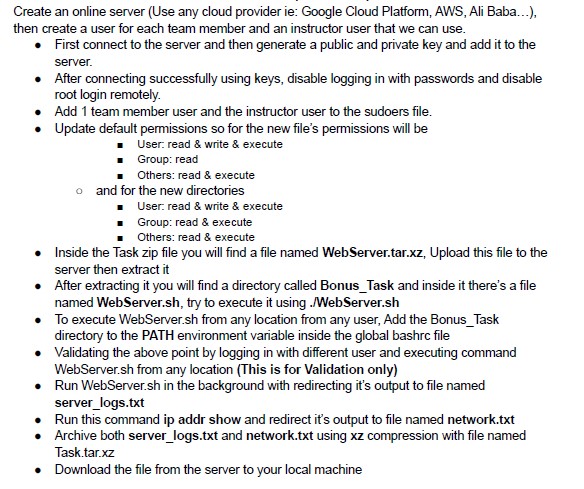 Create an online server (Use any cloud provider ie: Google Cloud Platform, AWS, Ali Baba…),
then create a user for each team member and an instructor user that we can use.
● First connect to the server and then generate a public and private key and add it to the
server.
● After connecting successfully using keys, disable logging in with passwords and disable
root login remotely.
● Add 1 team member user and the instructor user to the sudoers file.
● Update default permissions so for the new file's permissions will be
■ User: read & write & execute
■ Group: read
■ Others: read & execute
○ and for the new directories
■ User: read & write & execute
■ Group: read & execute
■ Others: read & execute
● Inside the Task zip file you will find a file named WebServer.tar.xz, Upload this file to the
server then extract it
● After extracting it you will find a directory called Bonus_Task and inside it there's a file
named WebServer.sh, try to execute it using ./WebServer.sh
● To execute WebServer.sh from any location from any user, Add the Bonus_Task
directory to the PATH environment variable inside the global bashrc file
● Validating the above point by logging in with different user and executing command
WebServer.sh from any location (This is for Validation only)
● Run WebServer.sh in the background with redirecting it's output to file named
server_logs.txt
● Run this command ip addr show and redirect it's output to file named network.txt
● Archive both server_logs.txt and network.txt using xz compression with file named
Task.tar.xz
● Download the file from the server to your local machine